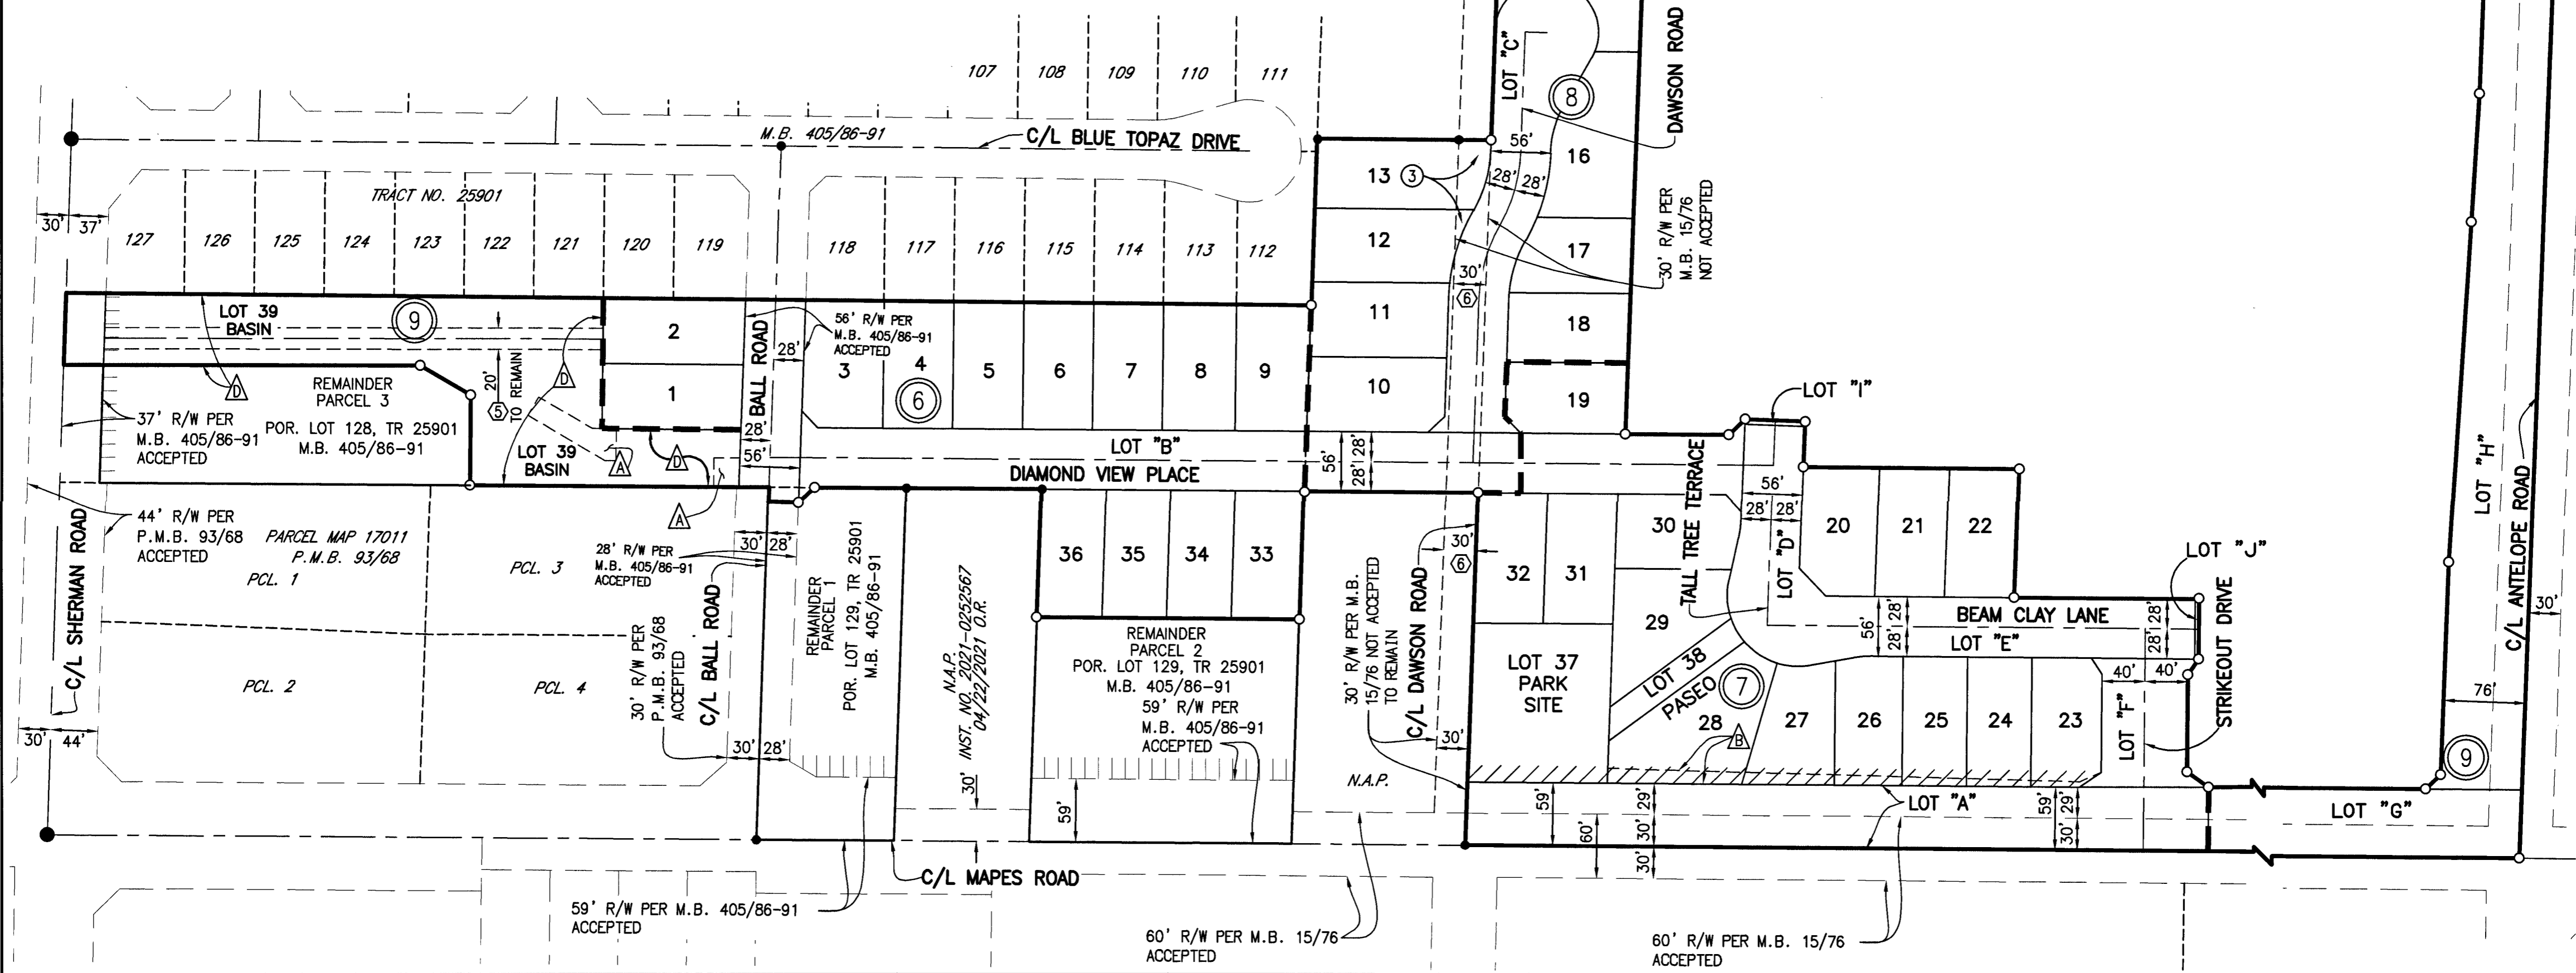 107
108
109
110
111
M.B. 405/86-91
C/L BLUE TOPAZ DRIVE
TRACT NO. 25901
30'
37'
127
126
125
124
123
122
121
120
119
118
117
116
115
114
113
112
LOT 39
BASIN
9
2
1
BALL ROAD
56' R/W PER
M.B. 405/86-91
ACCEPTED
28'
28'
56'
3
4
5
6
7
8
9
6
D
D
D
A
A
20'
5
TO REMAIN
REMAINDER
PARCEL 3
POR. LOT 128, TR 25901
M.B. 405/86-91
37' R/W PER
M.B. 405/86-91
ACCEPTED
LOT 39
BASIN
LOT "B"
DIAMOND VIEW PLACE
56'
28'
28'
13
3
12
11
10
LOT "C"
8
DAWSON ROAD
56'
28'
28'
16
17
18
19
30'
6
30' R/W PER
M.B. 15/76
NOT ACCEPTED
LOT "I"
LOT "H"
C/L ANTELOPE ROAD
44' R/W PER
P.M.B. 93/68
ACCEPTED
C/L SHERMAN ROAD
PARCEL MAP 17011
P.M.B. 93/68
PCL. 1
PCL. 3
PCL. 2
PCL. 4
30'
44'
28' R/W PER
M.B. 405/86-91
ACCEPTED
30'
28'
30' R/W PER
P.M.B. 93/68
ACCEPTED
C/L BALL ROAD
30'
28'
REMAINDER
PARCEL 1
POR. LOT 129, TR 25901
M.B. 405/86-91
N.A.P.
INST. NO. 2021-0252567
04/22/2021 O.R.
30'
36
35
34
33
REMAINDER
PARCEL 2
POR. LOT 129, TR 25901
M.B. 405/86-91
59' R/W PER
M.B. 405/86-91
ACCEPTED
59'
30' R/W PER M.B.
15/76 NOT ACCEPTED
TO REMAIN
C/L DAWSON ROAD
30'
6
30'
N.A.P.
32
31
30
29
LOT 37
PARK
SITE
LOT 38
PASEO
7
28
B
27
26
25
24
23
TALL TREE TERRACE
56'
28'
28'
LOT "D"
20
21
22
56'
28'
28'
BEAM CLAY LANE
LOT "E"
28'
28'
LOT "J"
STRIKEOUT DRIVE
40'
40'
LOT "F"
30'
76'
9
59'
29'
30'
60'
30'
LOT "A"
59'
29'
30'
LOT "G"
C/L MAPES ROAD
59' R/W PER M.B. 405/86-91
ACCEPTED
60' R/W PER M.B. 15/76
ACCEPTED
60' R/W PER M.B. 15/76
ACCEPTED